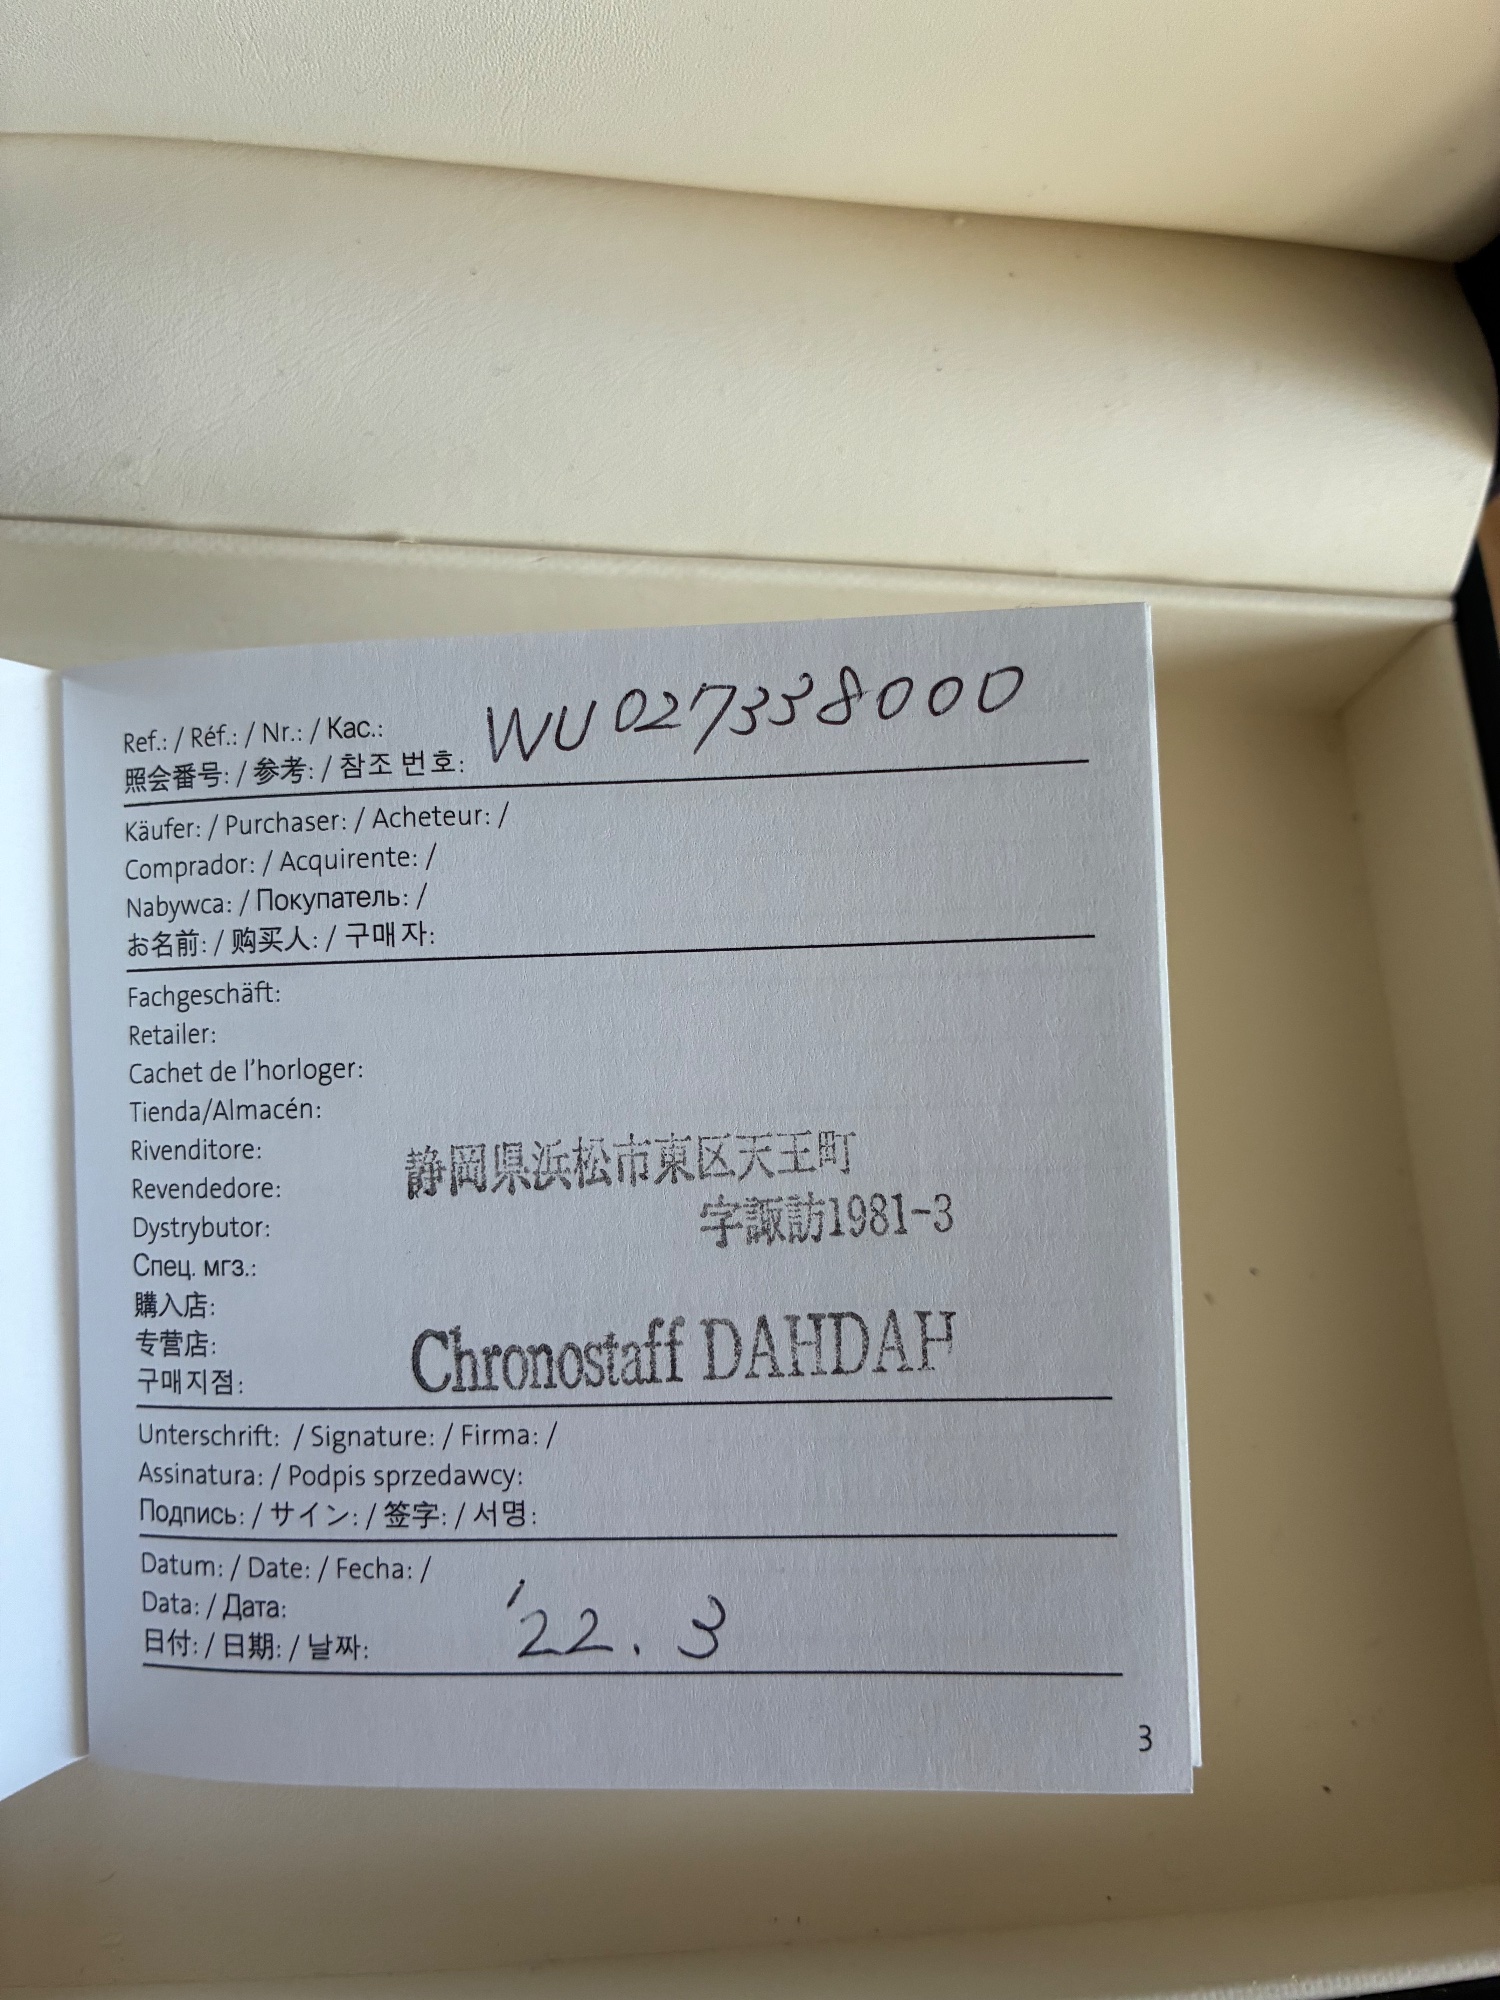 Ref.: / Réf.: / Nr.: / Kac.:
照会番号: / 参考: / 참조 번호: WU027338000
Käufer: / Purchaser: / Acheteur: /
Comprador: / Acquirente: /
Nabywca: / Покупатель: /
お名前: / 购买人: / 구매자:
Fachgeschäft:
Retailer:
Cachet de l'horloger:
Tienda/Almacén:
Rivenditore:
Revendedore:
Dystrybutor:
Спец. мгз.:
購入店:
专营店:
구매지점:
静岡県浜松市東区天王町
字諏訪1981-3
Chronostaff DAHDAH
Unterschrift: / Signature: / Firma: /
Assinatura: / Podpis sprzedawcy:
Подпись: / サイン: / 签字: / 서명:
Datum: / Date: / Fecha: /
Data: / Дата:
日付: / 日期: / 날짜: '22. 3
3